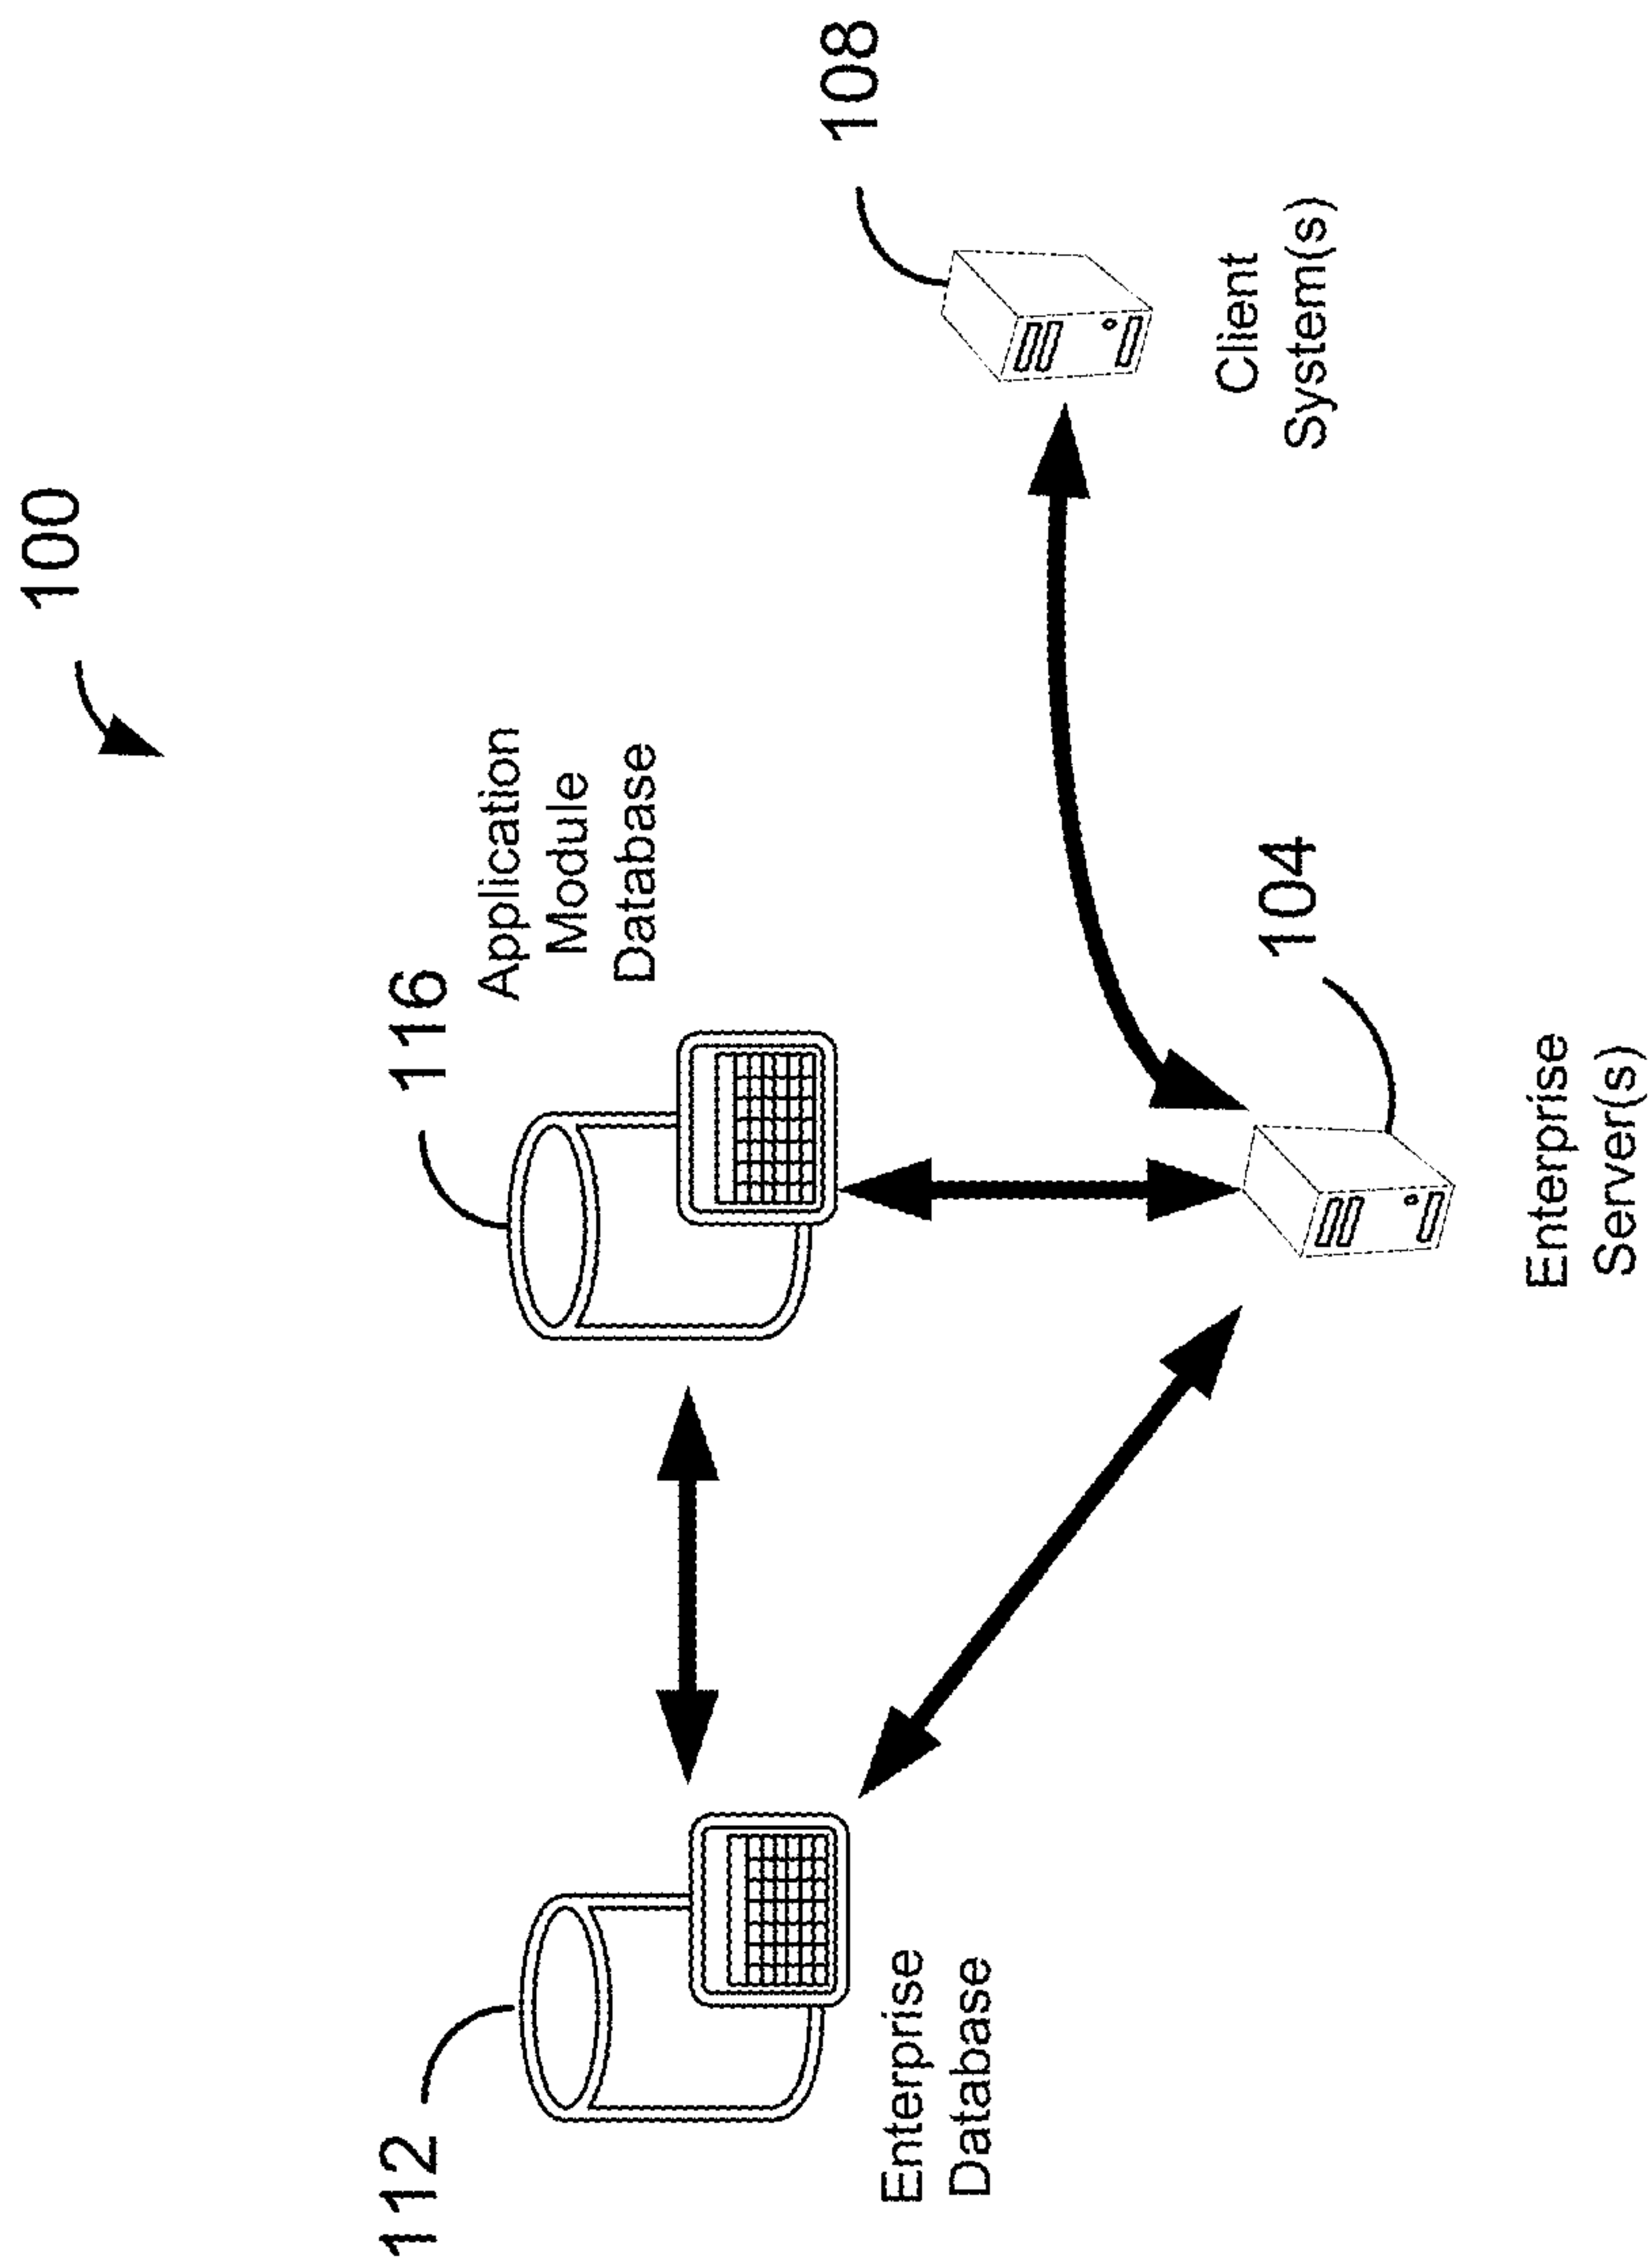 100
116
Application
Module
Database
112
Enterprise
Database
108
Client
System(s)
104
Enterprise
Server(s)